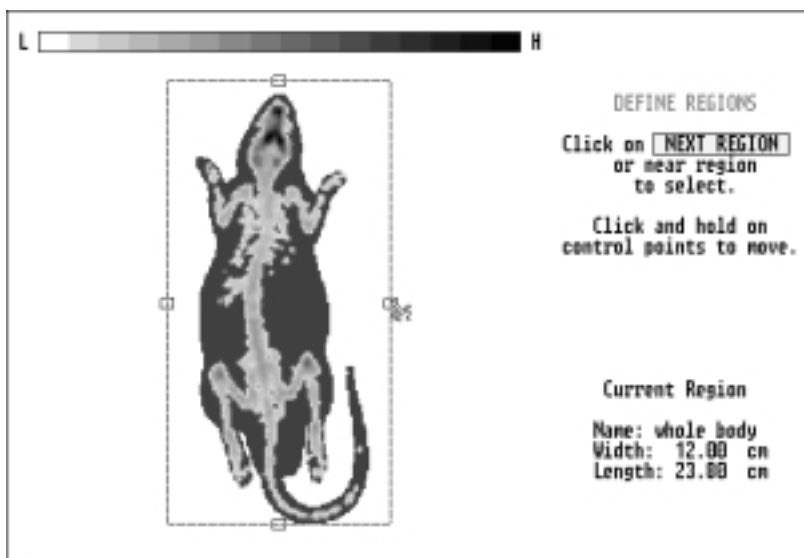 L H
DEFINE REGIONS
Click on NEXT REGION
or near region
to select.
Click and hold on
control points to move.
Current Region
Name: whole body
Width: 12.00 cm
Length: 23.00 cm